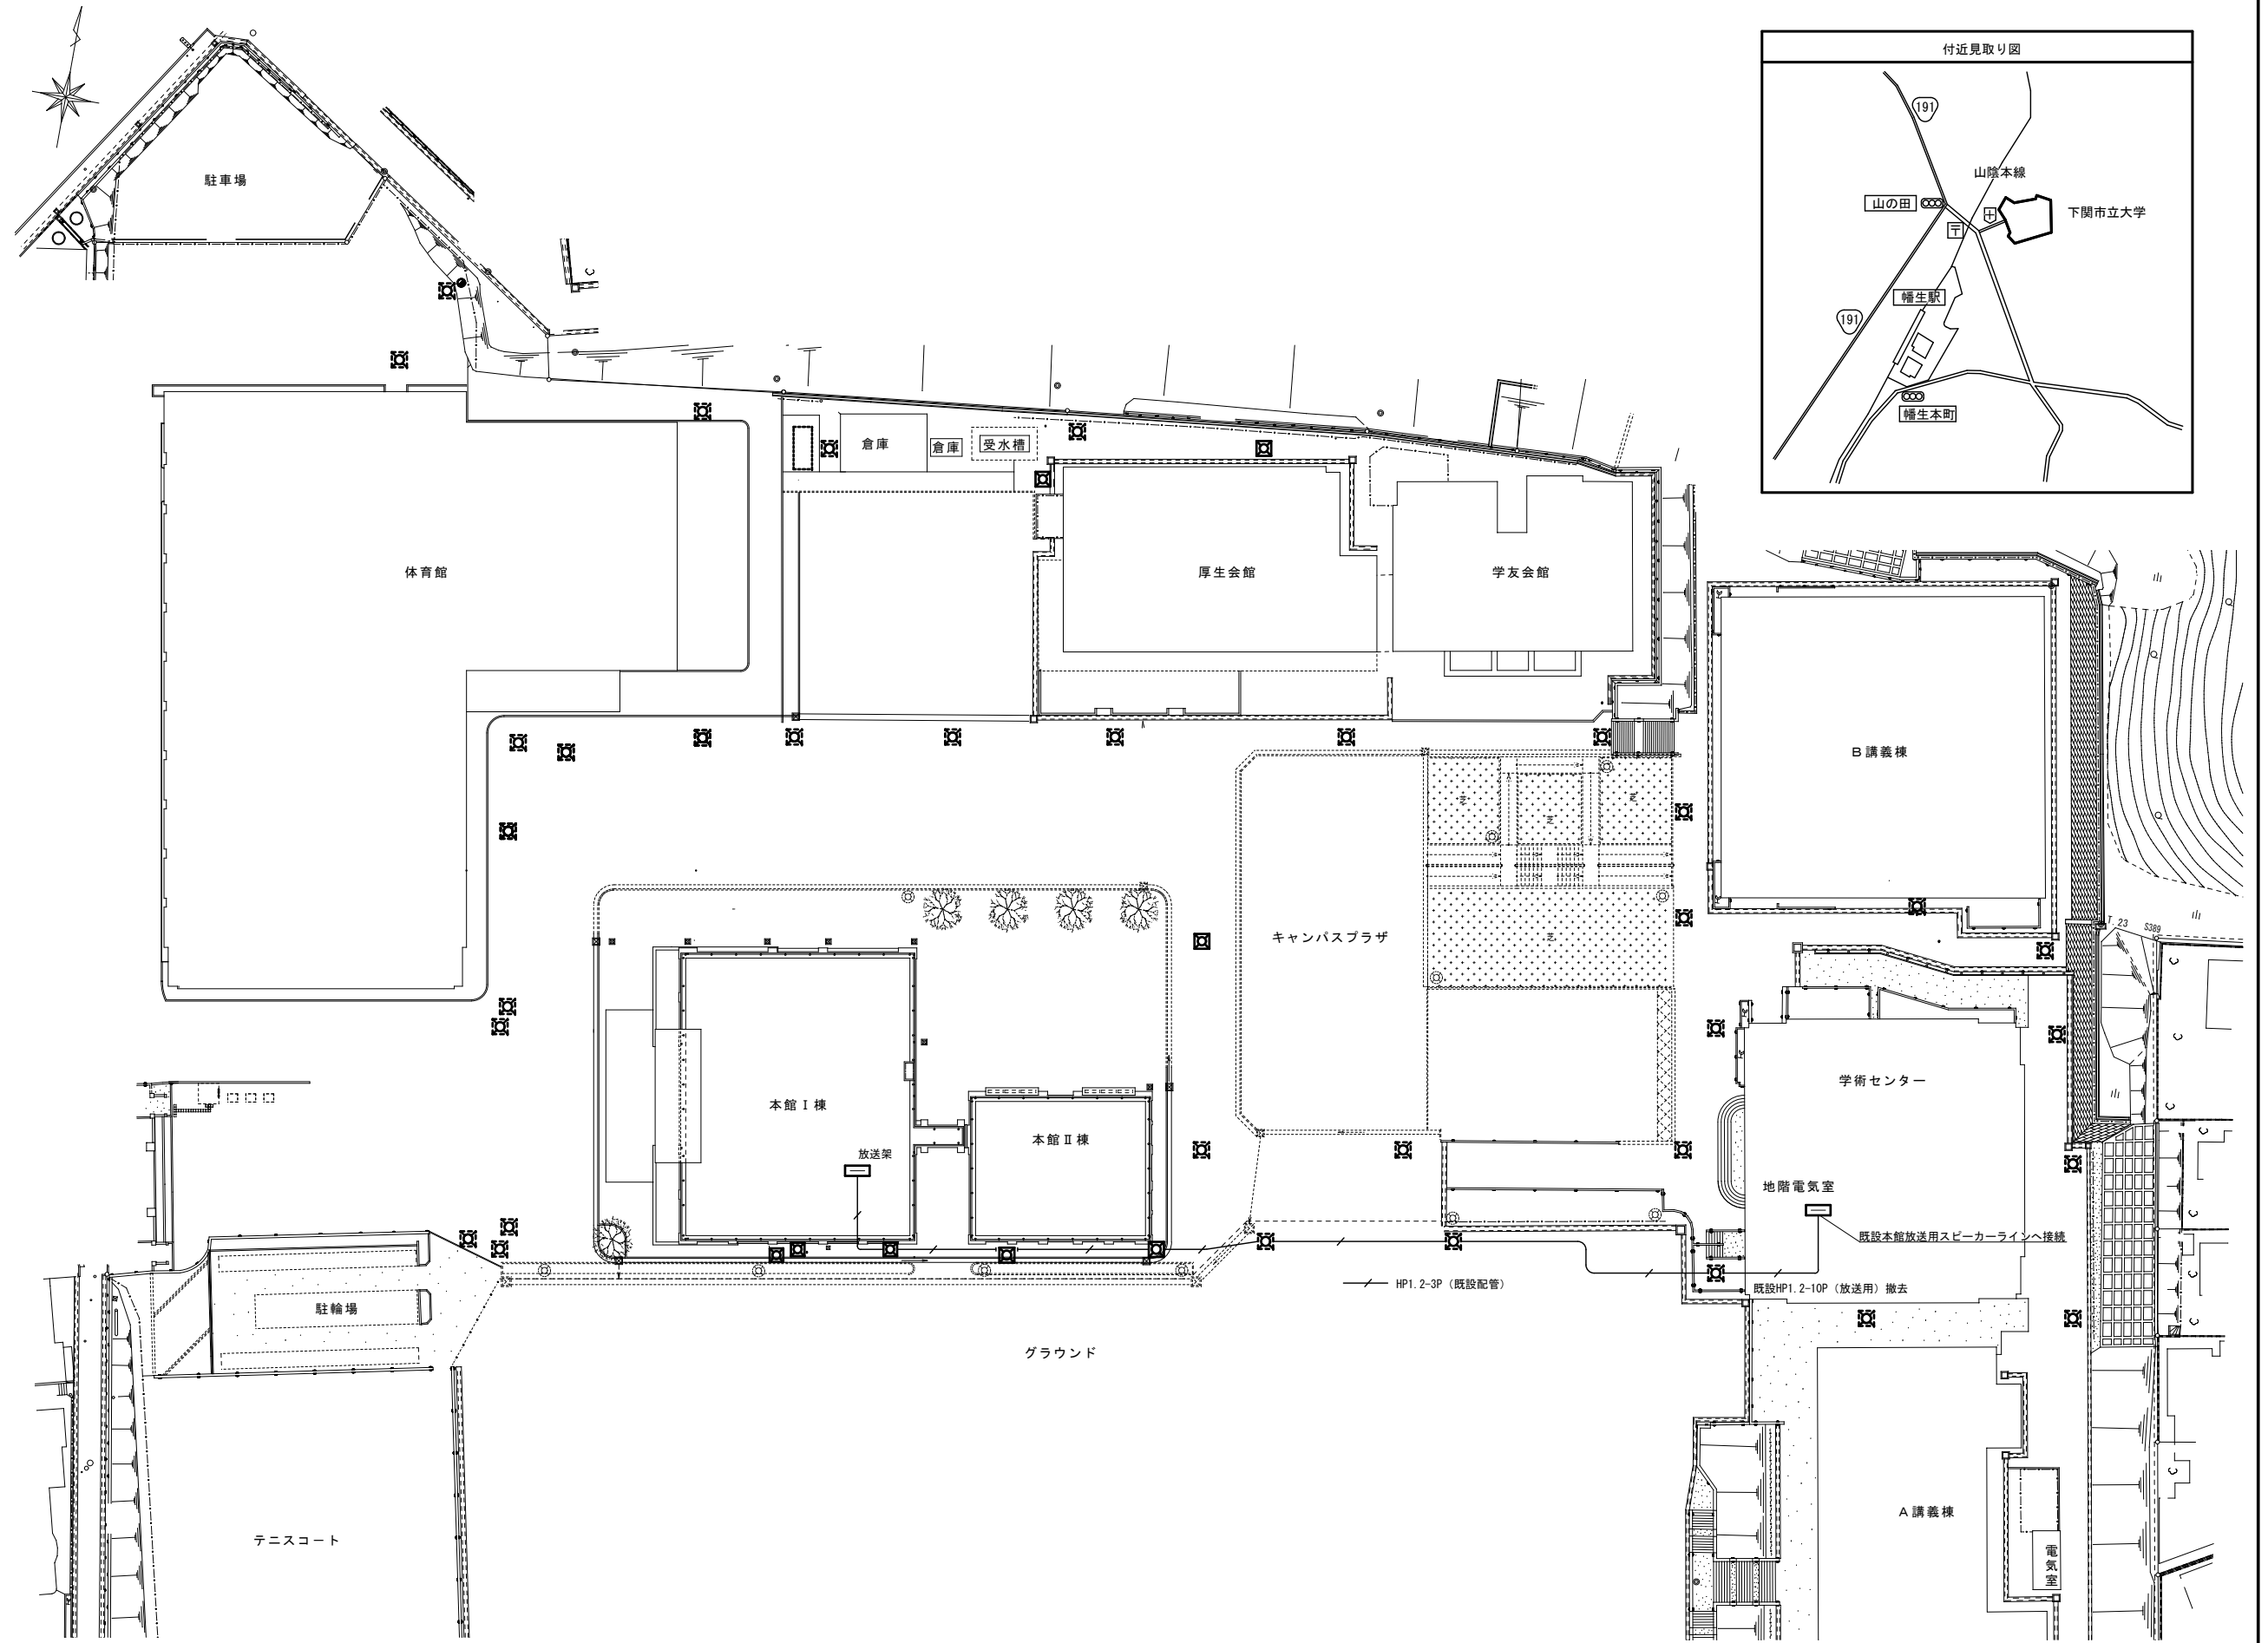 付近見取り図
191
山陰本線
山の田
下関市立大学
〒
幡生駅
191
幡生本町
駐車場
倉庫
倉庫
受水槽
体育館
厚生会館
学友会館
B講義棟
芝
芝
芝
キャンパスプラザ
芝
T 23
S389
学術センター
本館Ⅰ棟
本館Ⅱ棟
放送架
地階電気室
既設本館放送用スピーカーラインへ接続
HP1.2-3P（既設配管）
既設HP1.2-10P（放送用）撤去
駐輪場
グラウンド
テニスコート
A講義棟
電気室